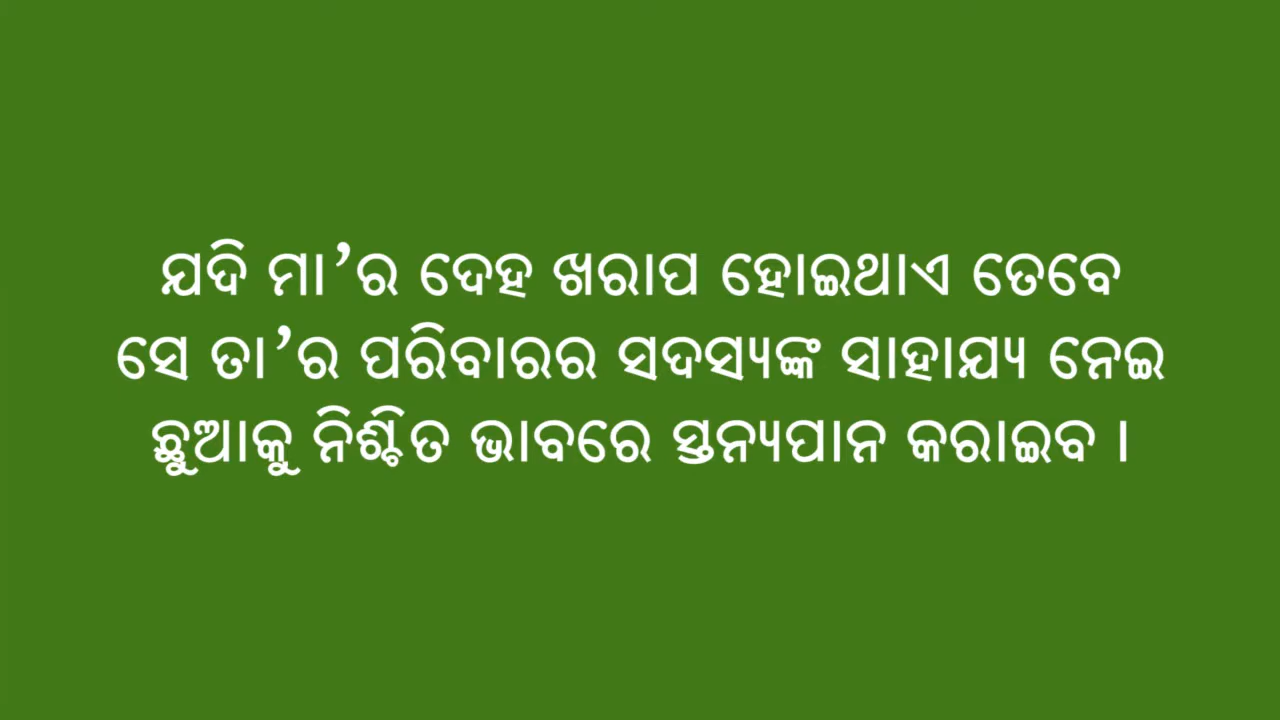 ଯଦି ମା’ର ଦେହ ଖରାପ ହୋଇଥାଏ ତେବେ
ସେ ତା’ର ପରିବାରର ସଦସ୍ୟଙ୍କ ସାହାଯ୍ୟ ନେଇ
ଛୁଆକୁ ନିଶ୍ଚିତ ଭାବରେ ସ୍ତନ୍ୟପାନ କରାଇବ ।